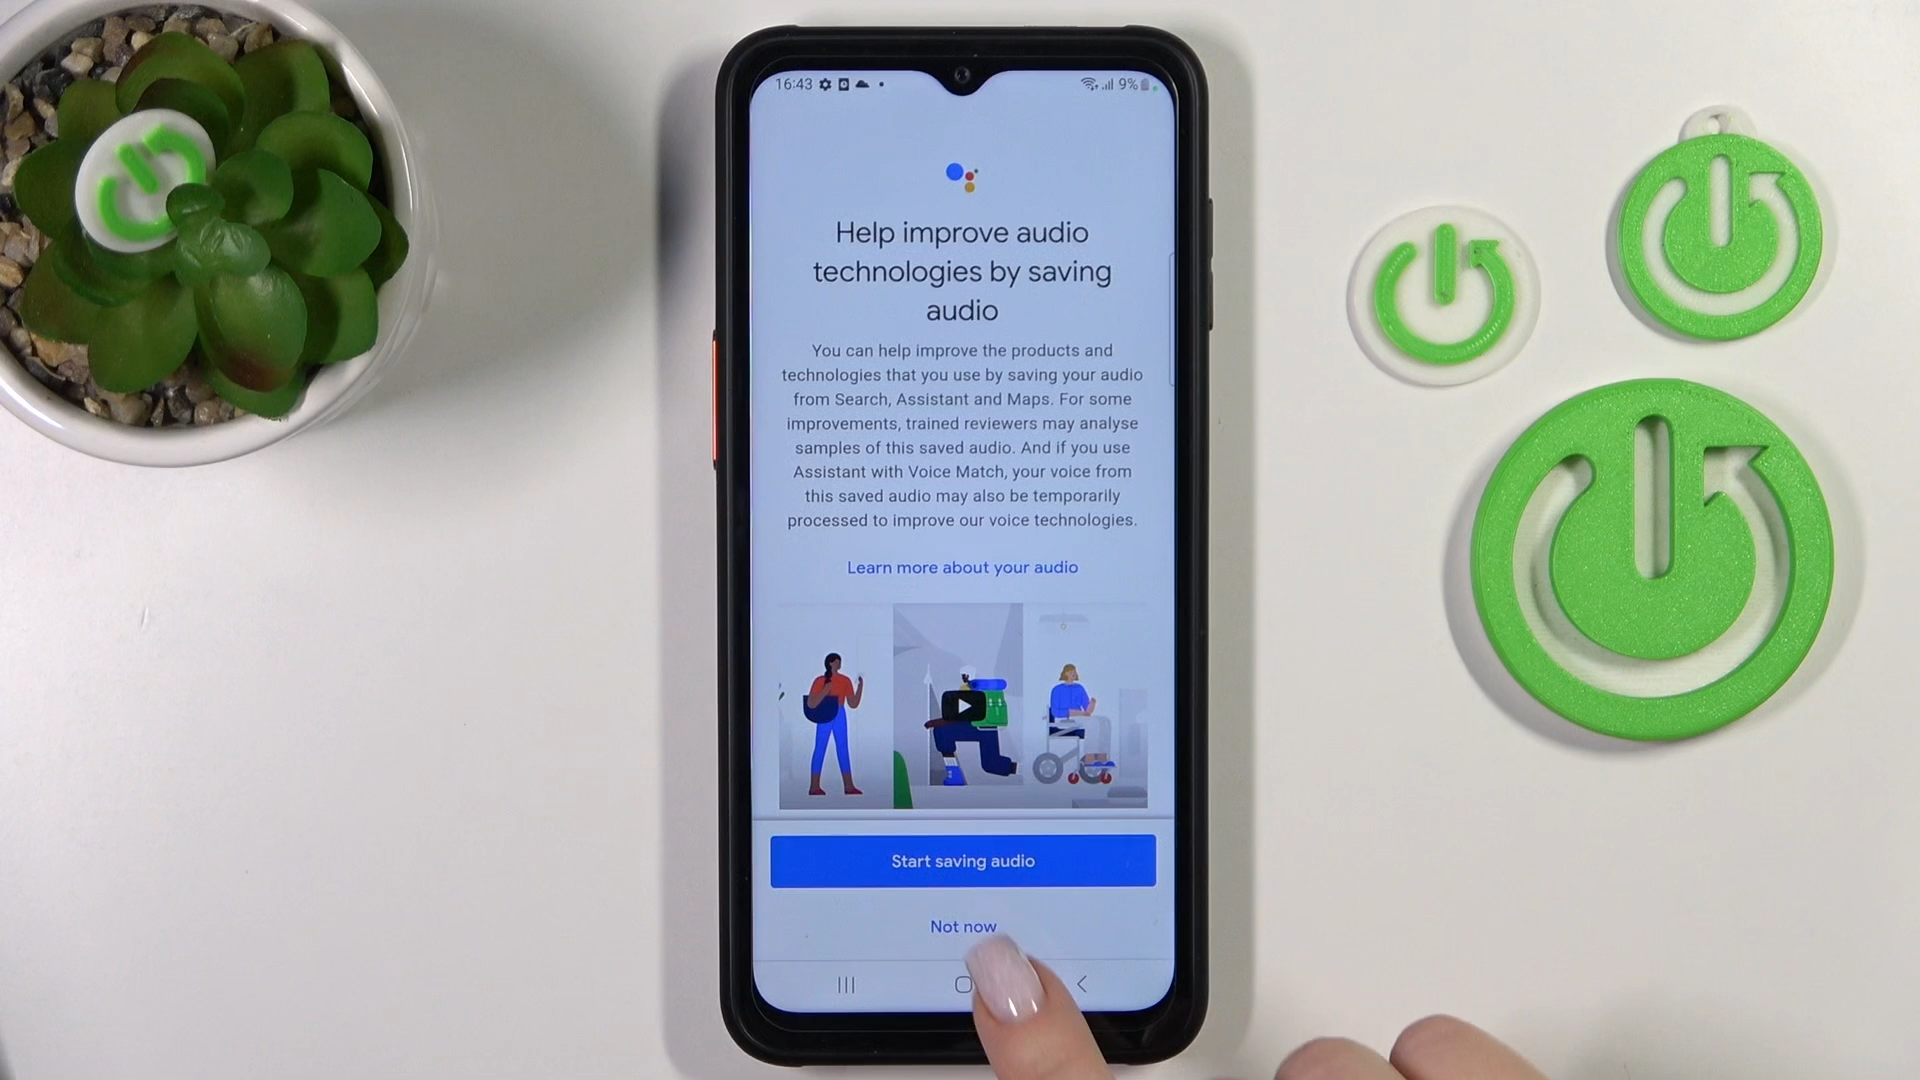 16:43
9%
Help improve audio
technologies by saving
audio
You can help improve the products and
technologies that you use by saving your audio
from Search, Assistant and Maps. For some
improvements, trained reviewers may analyse
samples of this saved audio. And if you use
Assistant with Voice Match, your voice from
this saved audio may also be temporarily
processed to improve our voice technologies.
Learn more about your audio
Start saving audio
Not now